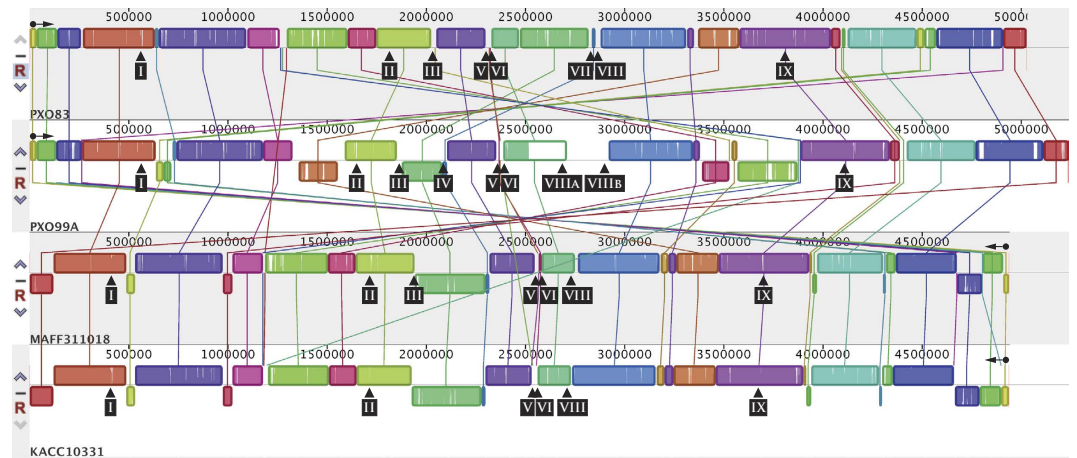 500000 1000000 1500000 2000000 2500000 3000000 3500000 4000000 4500000 5000
R I II III V VI VII VIII IX
PXO83
500000 1000000 1500000 2000000 2500000 3000000 3500000 4000000 4500000 5000000
R I II III IV V VI VIIIA VIIIB IX
PXO99A
500000 1000000 1500000 2000000 2500000 3000000 3500000 4000000 4500000
R I II III V VI VIII IX
MAFF311018
500000 1000000 1500000 2000000 2500000 3000000 3500000 4000000 4500000
R I II V VI VIII IX
KACC10331